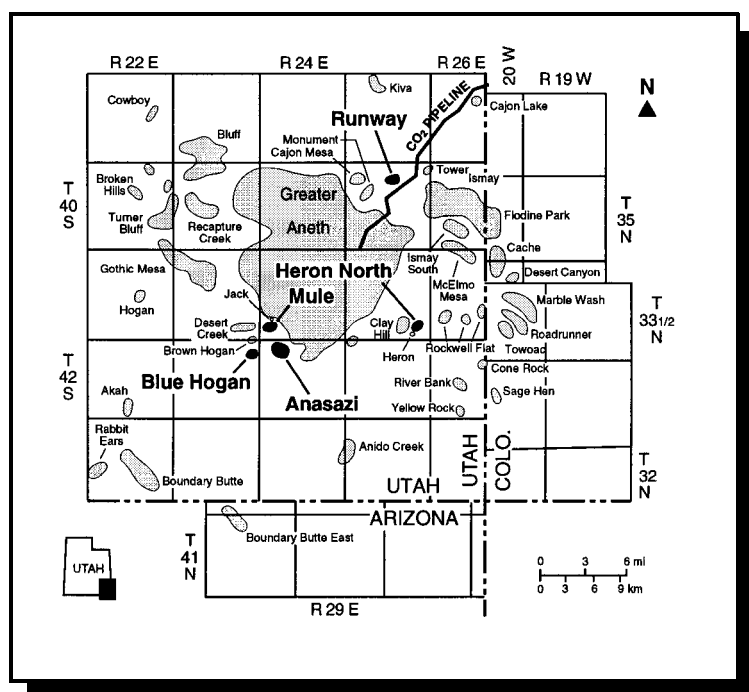 R 22 E
R 24 E
R 26 E
20 W
R 19 W
N
Cowboy
Kiva
CO2 PIPELINE
Cajon Lake
Runway
Bluff
Monument
Cajon Mesa
Tower
Ismay
Broken
Hills
T
40
S
Greater
Aneth
T
35
N
Turner
Bluff
Recapture
Creek
Flodine Park
Ismay
South
Cache
Gothic Mesa
Heron North
Desert Canyon
McElmo
Mesa
Jack
Mule
Marble Wash
T
33 1/2
N
Hogan
Desert
Creek
Clay
Hill
Roadrunner
Brown Hogan
Heron
Rockwell Flat
Towoad
Cone Rock
T
42
S
Blue Hogan
Anasazi
River Bank
Sage Hen
Akah
Yellow Rock
Rabbit
Ears
Anido Creek
UTAH
COLO.
T
32
N
Boundary Butte
UTAH
ARIZONA
T
41
N
Boundary Butte East
UTAH
0 3 6 mi
0 3 6 9 km
R 29 E